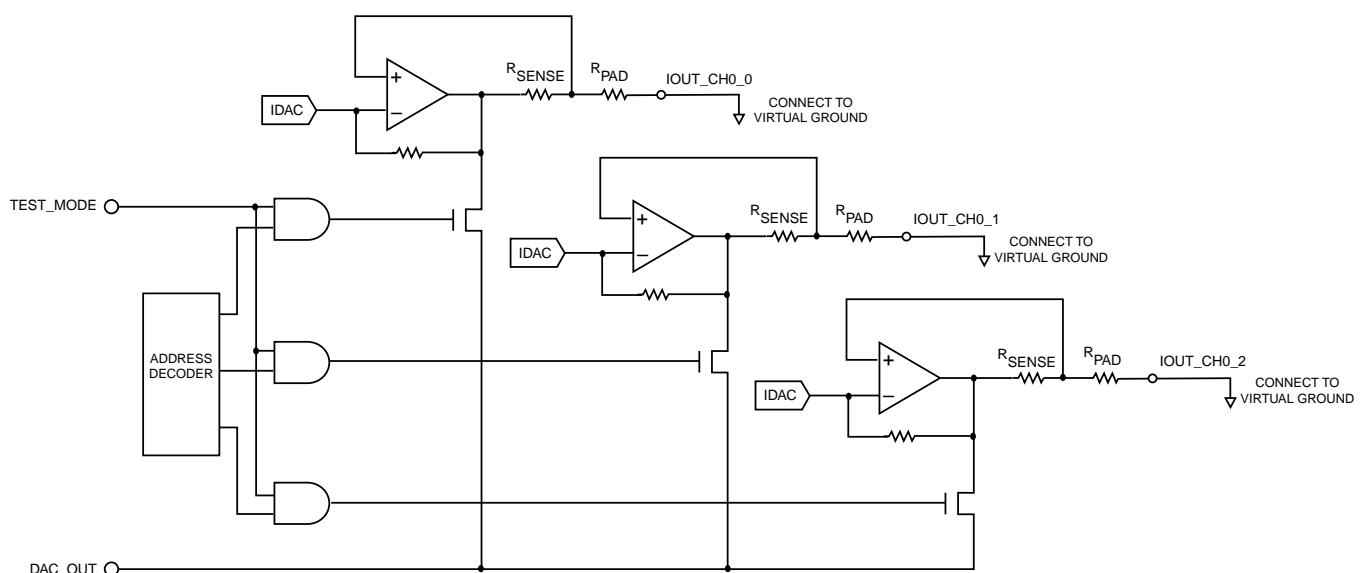 R SENSE
R PAD
IOUT_CH0_0
+
−
IDAC
CONNECT TO
VIRTUAL GROUND
TEST_MODE
R SENSE
R PAD
IOUT_CH0_1
+
−
IDAC
CONNECT TO
VIRTUAL GROUND
ADDRESS
DECODER
R SENSE
R PAD
IOUT_CH0_2
+
−
IDAC
CONNECT TO
VIRTUAL GROUND
DAC_OUT